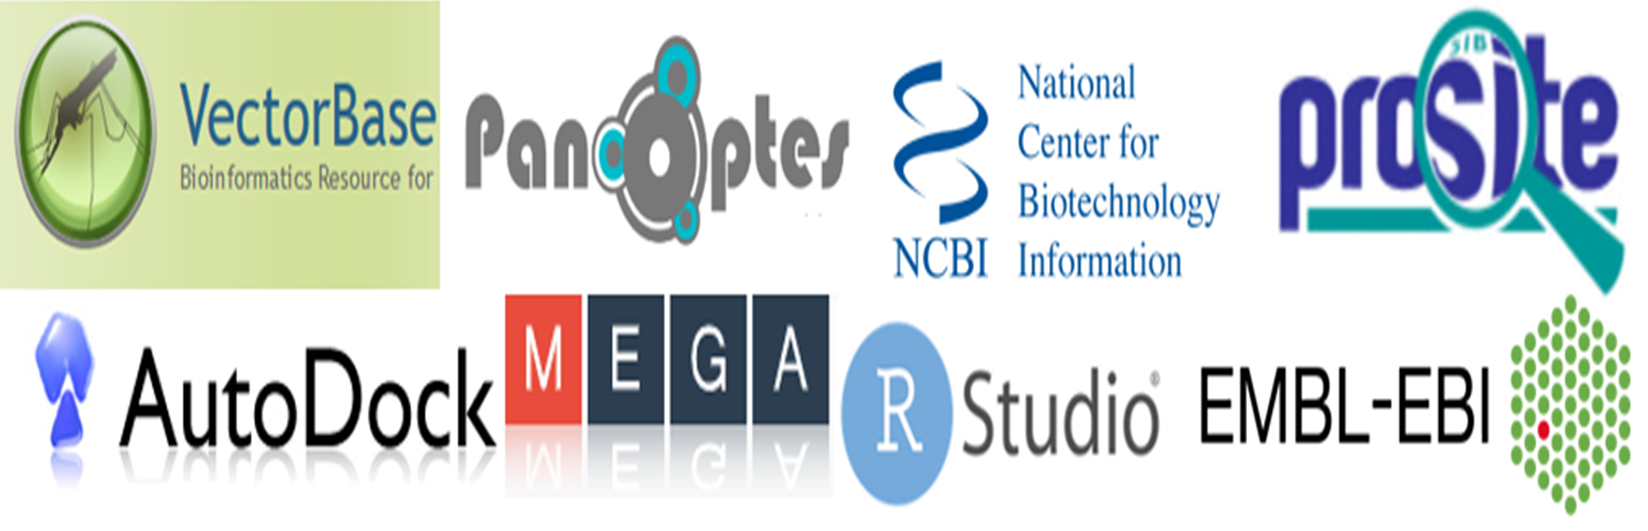 VectorBase
Bioinformatics Resource for
Panoptes
NCBI
National
Center for
Biotechnology
Information
SIB
prosite
AutoDock
MEGA
R Studio®
EMBL-EBI